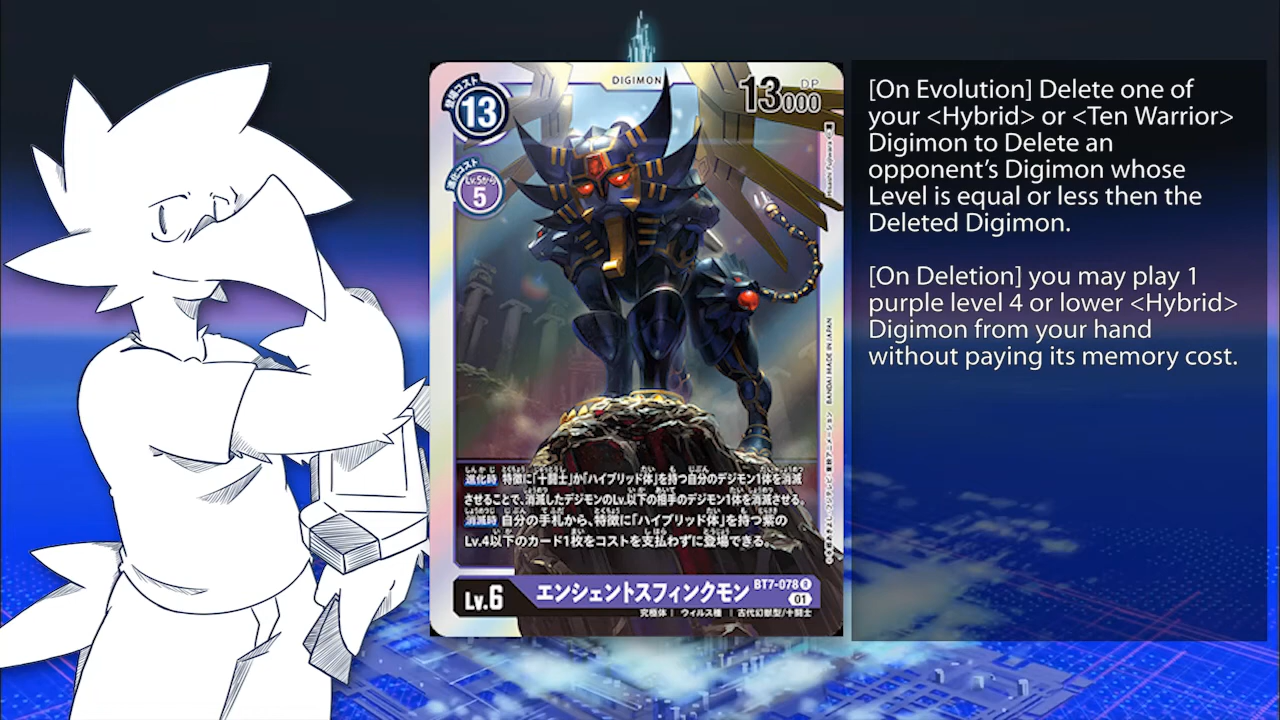 DIGIMON
登場コスト
13
DP
13000
進化コスト
Lv.5から
5
進化時 特徴に「十闘士」か「ハイブリッド体」を持つ自分のデジモン1体を消滅
させることで、消滅したデジモンのLv.以下の相手のデジモン1体を消滅させる。
消滅時 自分の手札から、特徴に「ハイブリッド体」を持つ紫の
Lv.4以下のカード1枚をコストを支払わずに登場できる。
Lv.6
エンシェントスフィンクモン
BT7-078 R
01
究極体 | ウィルス種 | 古代幻獣型/十闘士
BANDAI MADE IN JAPAN
[On Evolution] Delete one of
your <Hybrid> or <Ten Warrior>
Digimon to Delete an
opponent's Digimon whose
Level is equal or less then the
Deleted Digimon.
[On Deletion] you may play 1
purple level 4 or lower <Hybrid>
Digimon from your hand
without paying its memory cost.